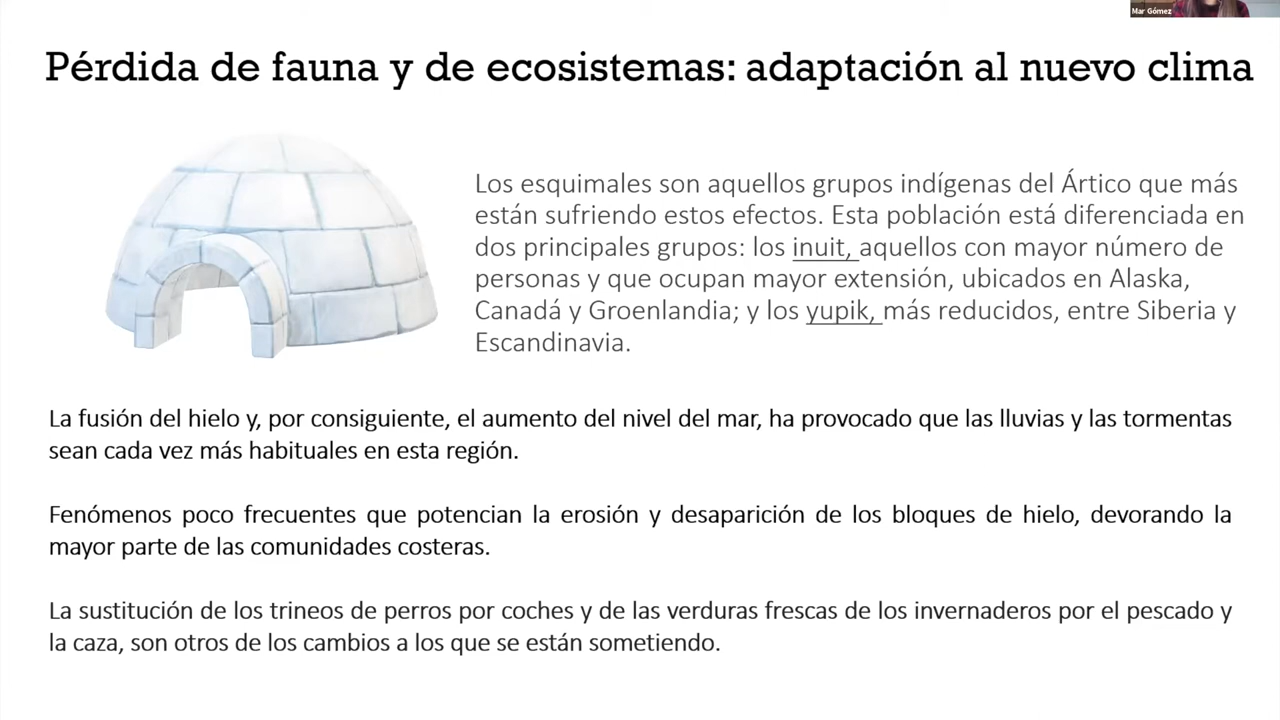 Mar Gómez
Pérdida de fauna y de ecosistemas: adaptación al nuevo clima
Los esquimales son aquellos grupos indígenas del Ártico que más
están sufriendo estos efectos. Esta población está diferenciada en
dos principales grupos: los inuit, aquellos con mayor número de
personas y que ocupan mayor extensión, ubicados en Alaska,
Canadá y Groenlandia; y los yupik, más reducidos, entre Siberia y
Escandinavia.
La fusión del hielo y, por consiguiente, el aumento del nivel del mar, ha provocado que las lluvias y las tormentas
sean cada vez más habituales en esta región.
Fenómenos poco frecuentes que potencian la erosión y desaparición de los bloques de hielo, devorando la
mayor parte de las comunidades costeras.
La sustitución de los trineos de perros por coches y de las verduras frescas de los invernaderos por el pescado y
la caza, son otros de los cambios a los que se están sometiendo.